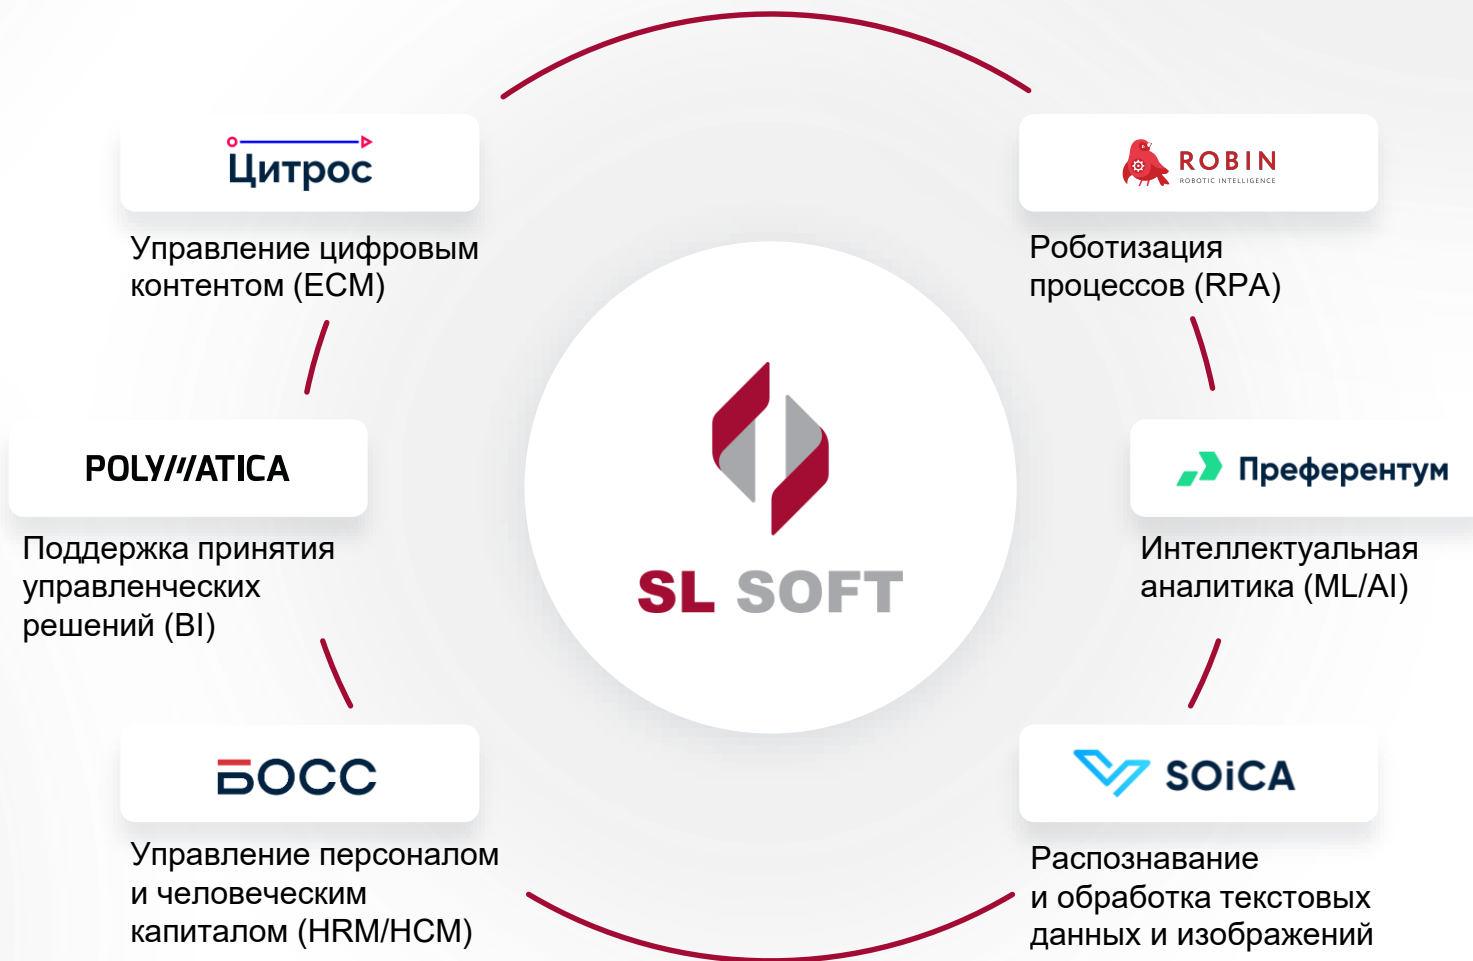 Цитрос
Управление цифровым
контентом (ECM)
ROBIN
ROBOTIC INTELLIGENCE
Роботизация
процессов (RPA)
POLYMATICA
Поддержка принятия
управленческих
решений (BI)
SL SOFT
Преферентум
Интеллектуальная
аналитика (ML/AI)
БОСС
Управление персоналом
и человеческим
капиталом (HRM/HCM)
SOiCA
Распознавание
и обработка текстовых
данных и изображений